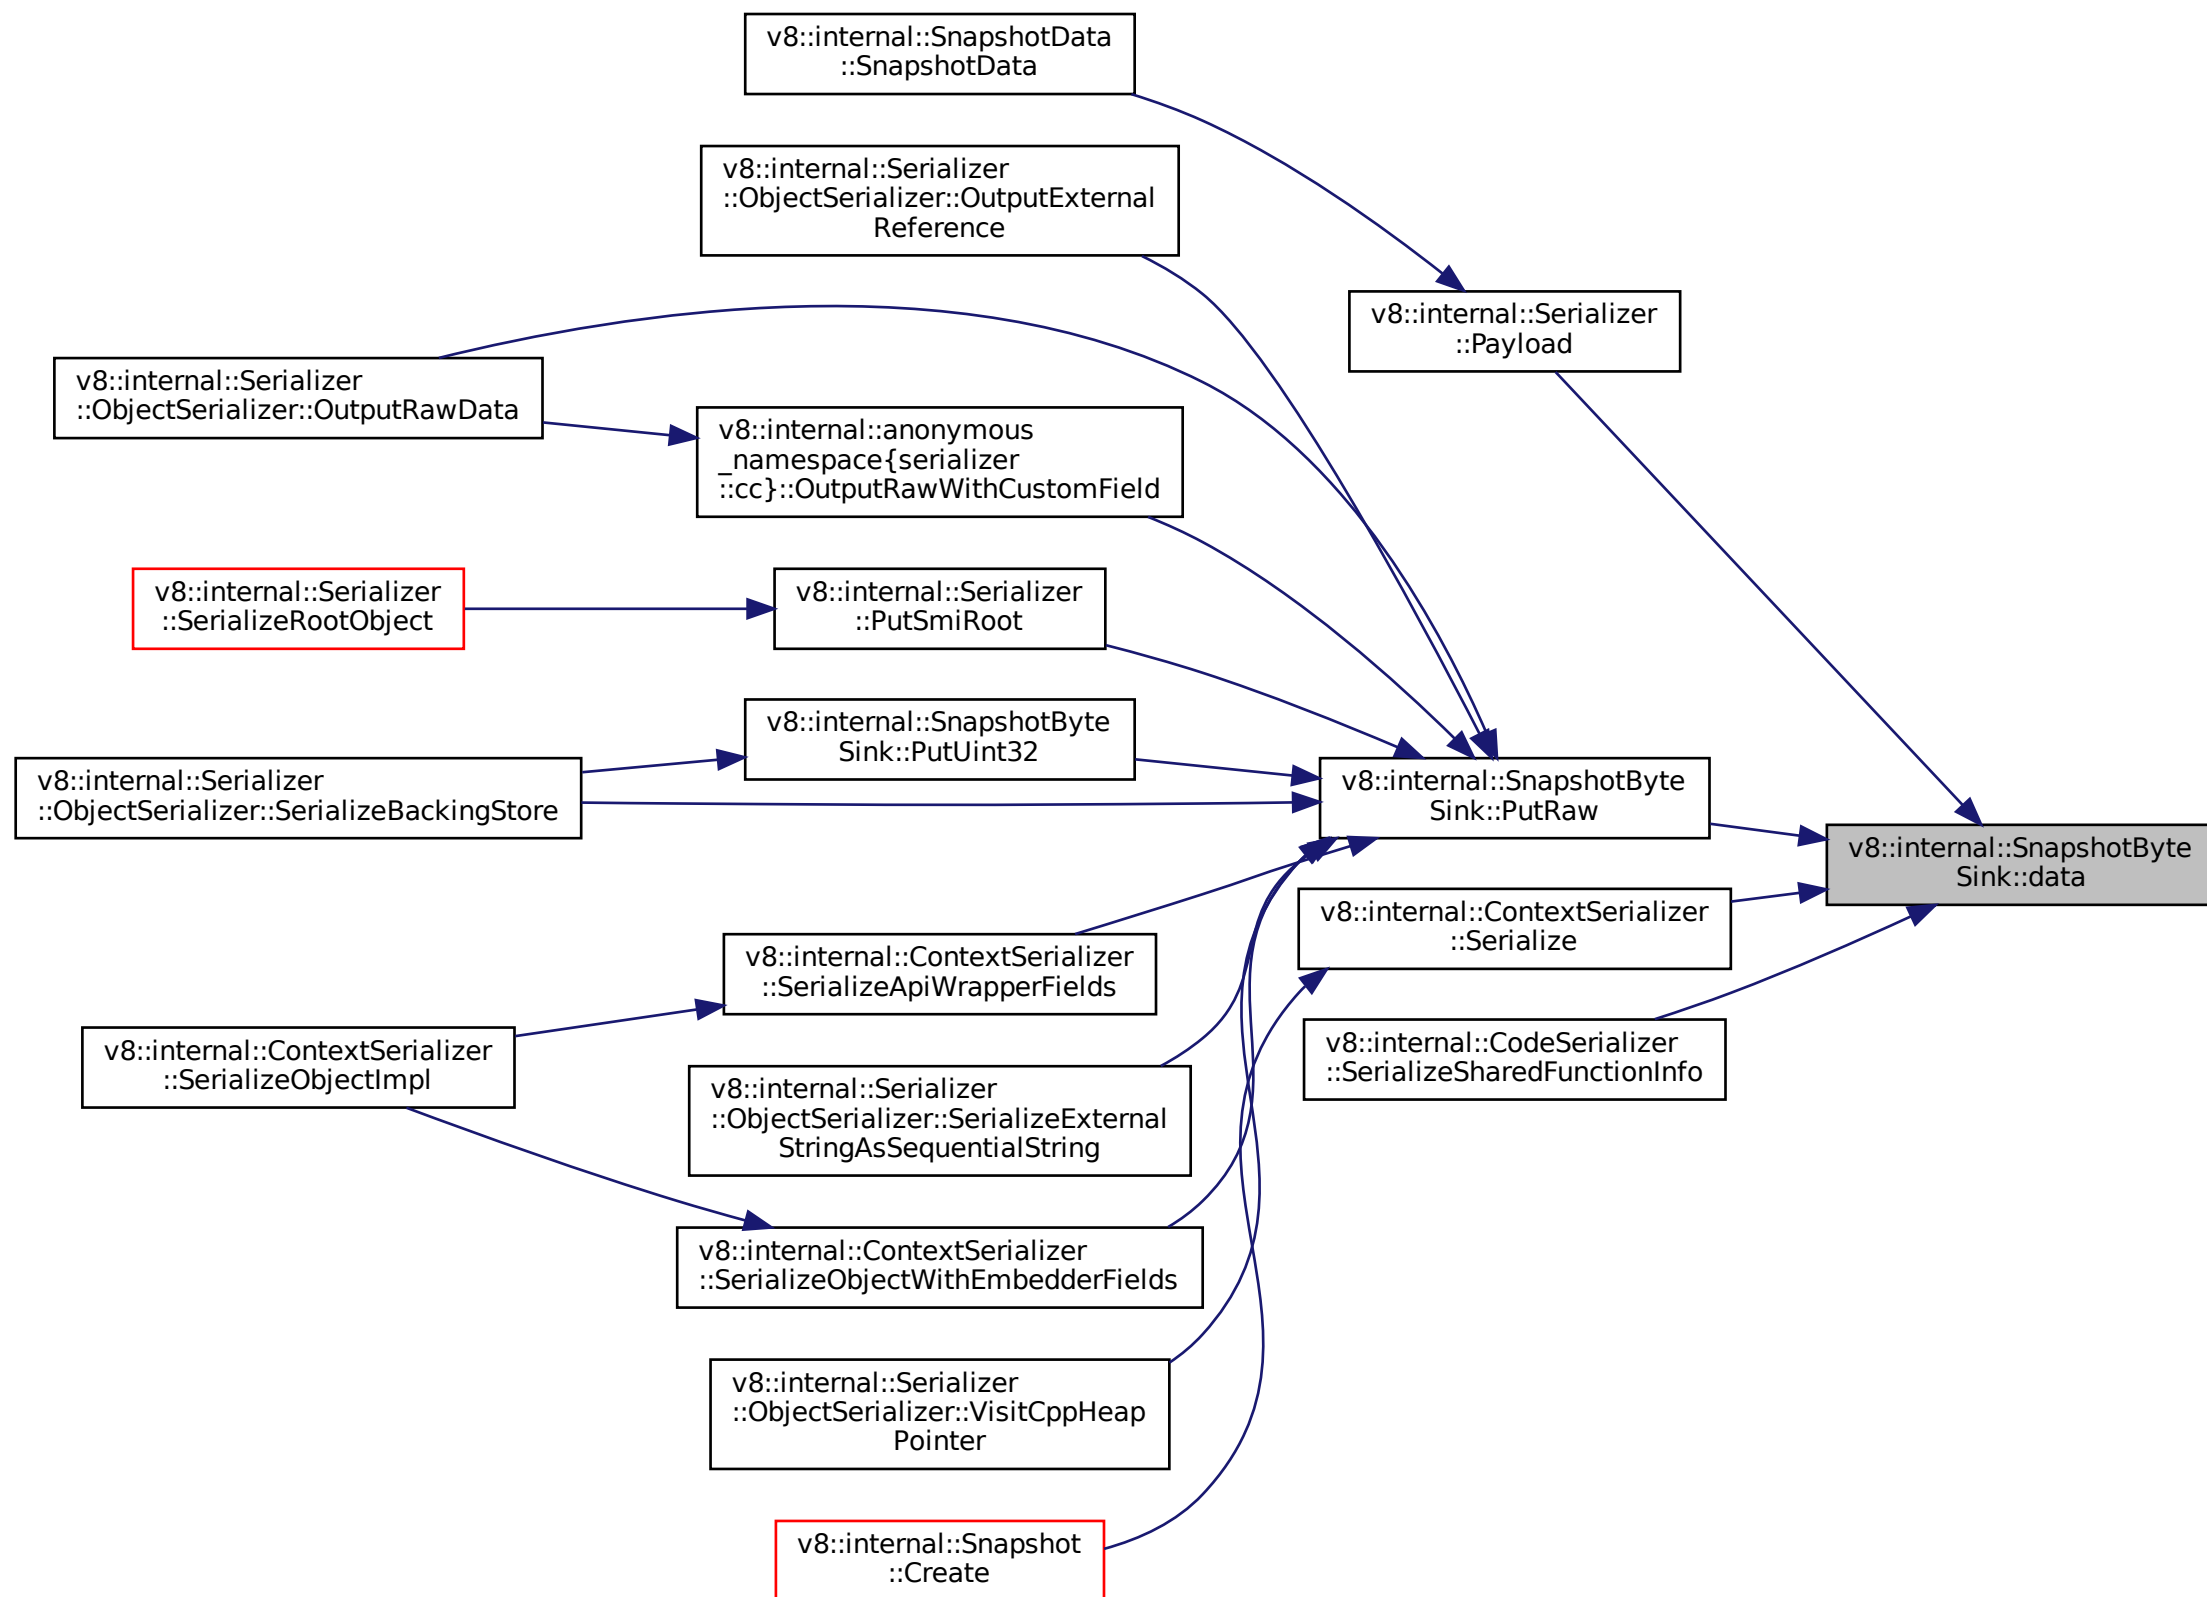 v8::internal::SnapshotData
::SnapshotData
v8::internal::Serializer
::ObjectSerializer::OutputExternal
Reference
v8::internal::Serializer
::Payload
v8::internal::Serializer
::ObjectSerializer::OutputRawData
v8::internal::anonymous
_namespace{serializer
::cc}::OutputRawWithCustomField
v8::internal::Serializer
::SerializeRootObject
v8::internal::Serializer
::PutSmiRoot
v8::internal::SnapshotByte
Sink::PutUint32
v8::internal::Serializer
::ObjectSerializer::SerializeBackingStore
v8::internal::SnapshotByte
Sink::PutRaw
v8::internal::SnapshotByte
Sink::data
v8::internal::ContextSerializer
::Serialize
v8::internal::ContextSerializer
::SerializeApiWrapperFields
v8::internal::CodeSerializer
::SerializeSharedFunctionInfo
v8::internal::ContextSerializer
::SerializeObjectImpl
v8::internal::Serializer
::ObjectSerializer::SerializeExternal
StringAsSequentialString
v8::internal::ContextSerializer
::SerializeObjectWithEmbedderFields
v8::internal::Serializer
::ObjectSerializer::VisitCppHeap
Pointer
v8::internal::Snapshot
::Create